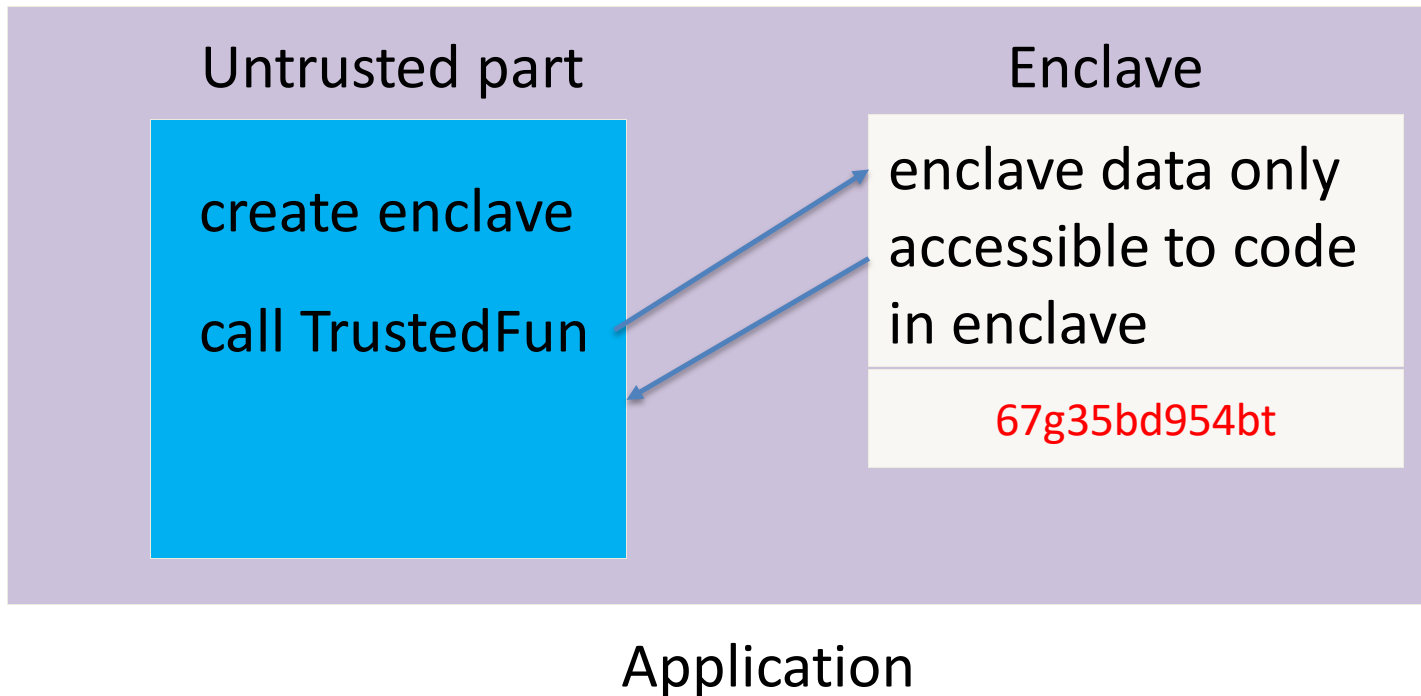 Untrusted part
create enclave
call TrustedFun
Enclave
enclave data only
accessible to code
in enclave
67g35bd954bt
Application